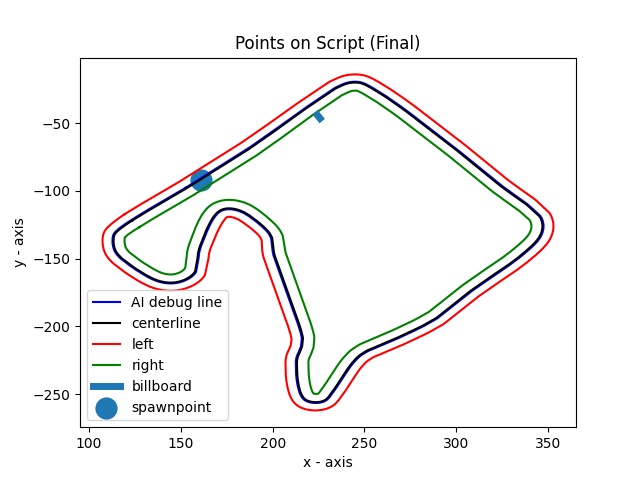 Points on Script (Final)
y - axis
−50
−100
−150
−200
−250
AI debug line
centerline
left
right
billboard
spawnpoint
100 150 200 250 300 350
x - axis